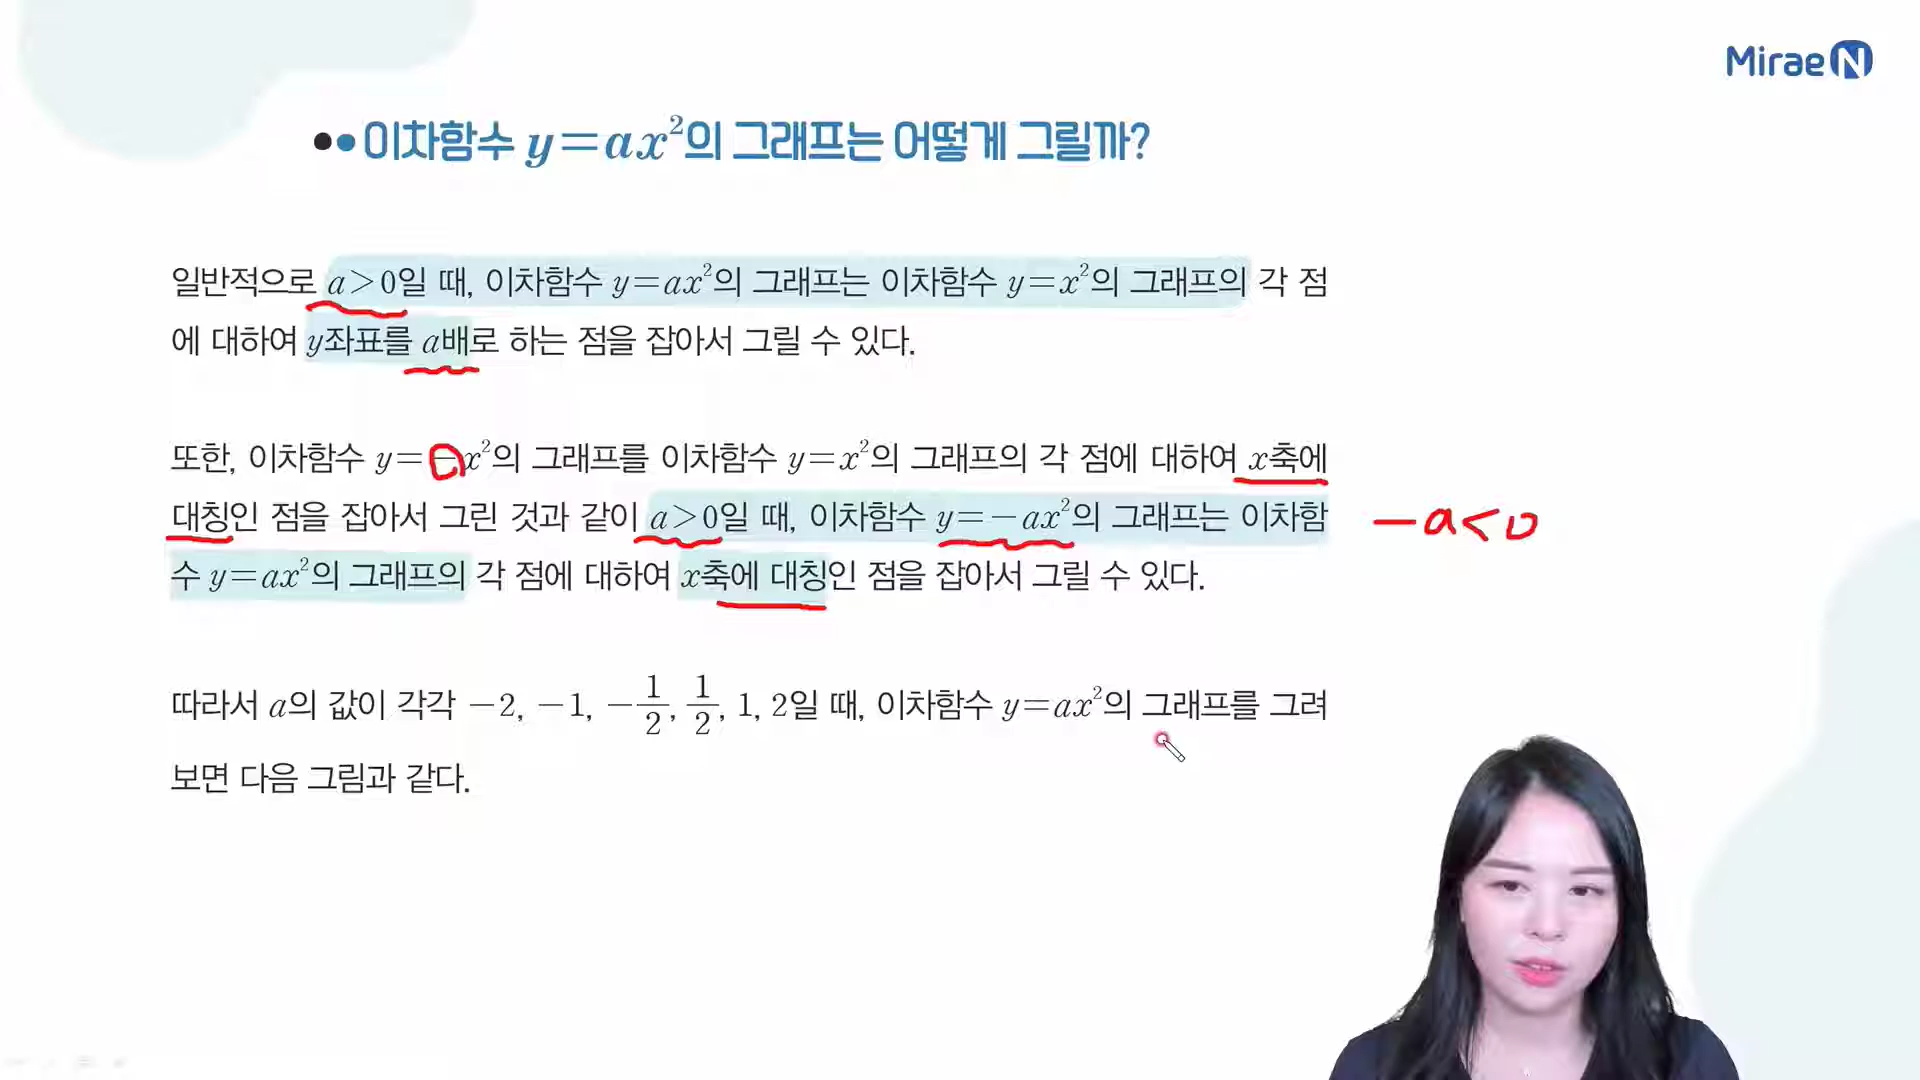 Mirae N
이차함수 y=ax²의 그래프는 어떻게 그릴까?
일반적으로 a>0일 때, 이차함수 y=ax²의 그래프는 이차함수 y=x²의 그래프의 각 점
에 대하여 y좌표를 a배로 하는 점을 잡아서 그릴 수 있다.
또한, 이차함수 y=-x²의 그래프를 이차함수 y=x²의 그래프의 각 점에 대하여 x축에
대칭인 점을 잡아서 그린 것과 같이 a>0일 때, 이차함수 y=-ax²의 그래프는 이차함
-a<0
수 y=ax²의 그래프의 각 점에 대하여 x축에 대칭인 점을 잡아서 그릴 수 있다.
따라서 a의 값이 각각 -2, -1, -1/2, 1/2, 1, 2일 때, 이차함수 y=ax²의 그래프를 그려
보면 다음 그림과 같다.